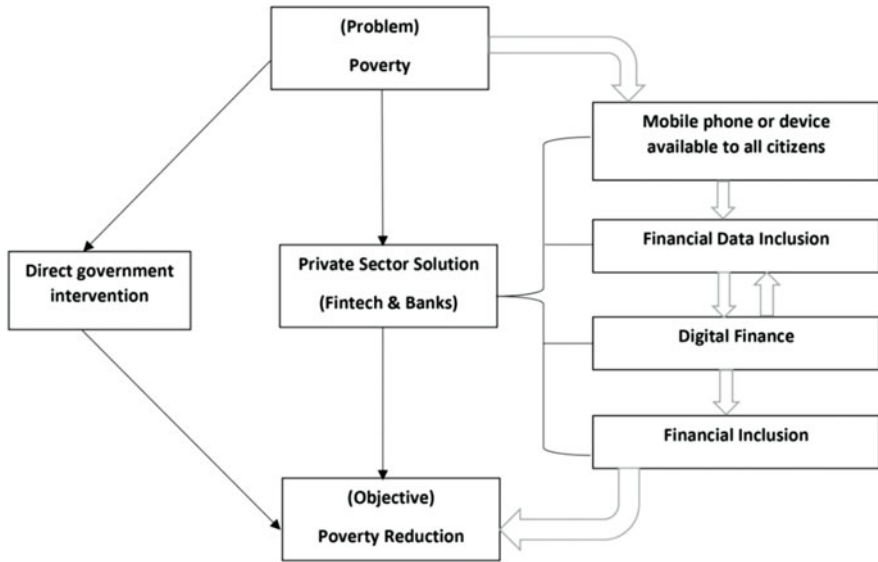 (Problem)
Poverty
Mobile phone or device
available to all citizens
Financial Data Inclusion
Direct government
intervention
Private Sector Solution
(Fintech & Banks)
Digital Finance
Financial Inclusion
(Objective)
Poverty Reduction